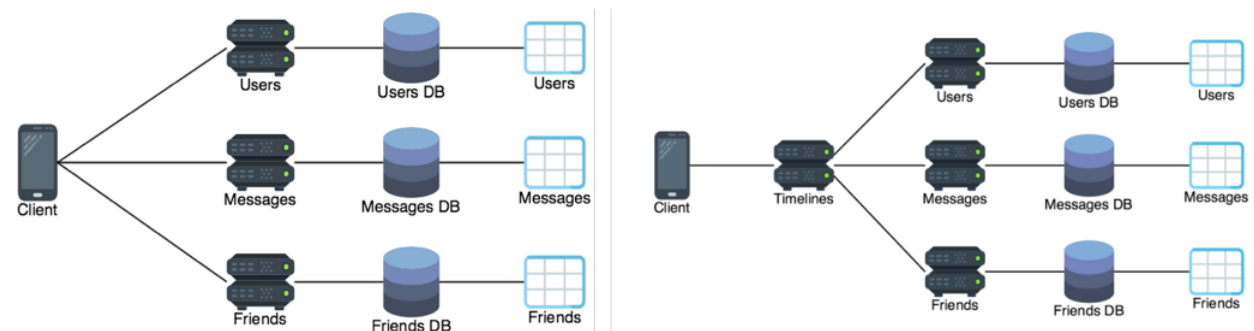 Users
Users DB
Users
Client
Messages
Messages DB
Messages
Friends
Friends DB
Friends
Users
Users DB
Users
Client
Timelines
Messages
Messages DB
Messages
Friends
Friends DB
Friends